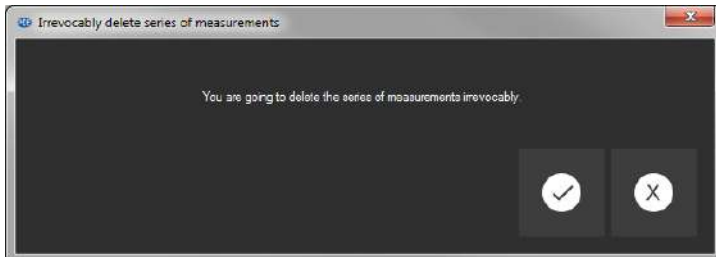 Irrevocably delete series of measurements
You are going to delete the series of measurements irrevocably.